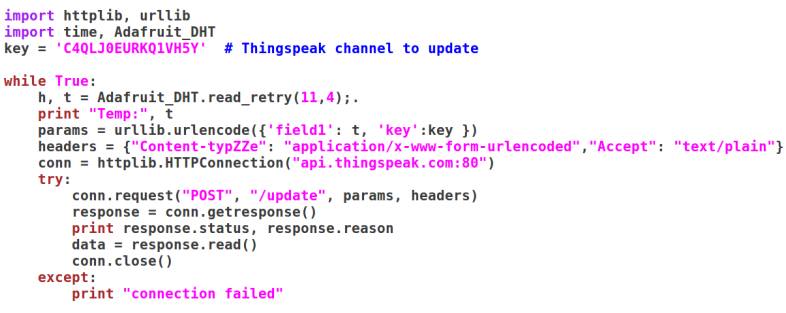 import httplib, urllib
import time, Adafruit_DHT
key = 'C4QLJ0EURKQ1VH5Y'  # Thingspeak channel to update

while True:
    h, t = Adafruit_DHT.read_retry(11,4);.
    print "Temp:", t
    params = urllib.urlencode({'field1': t, 'key':key })
    headers = {"Content-typZZe": "application/x-www-form-urlencoded","Accept": "text/plain"}
    conn = httplib.HTTPConnection("api.thingspeak.com:80")
    try:
        conn.request("POST", "/update", params, headers)
        response = conn.getresponse()
        print response.status, response.reason
        data = response.read()
        conn.close()
    except:
        print "connection failed"